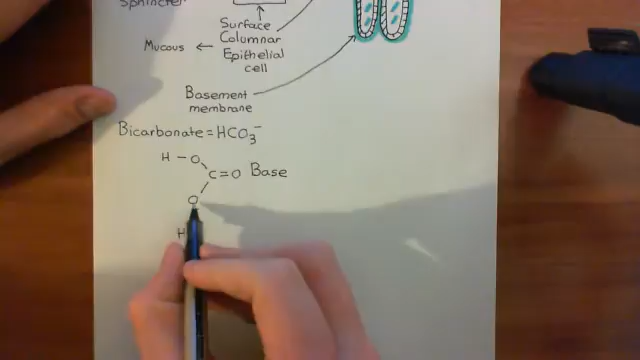 Sphincter
Surface
Columnar
Epithelial
cell
Mucous
Basement
membrane
Bicarbonate = HCO₃⁻
H – O
C = O Base
O
H